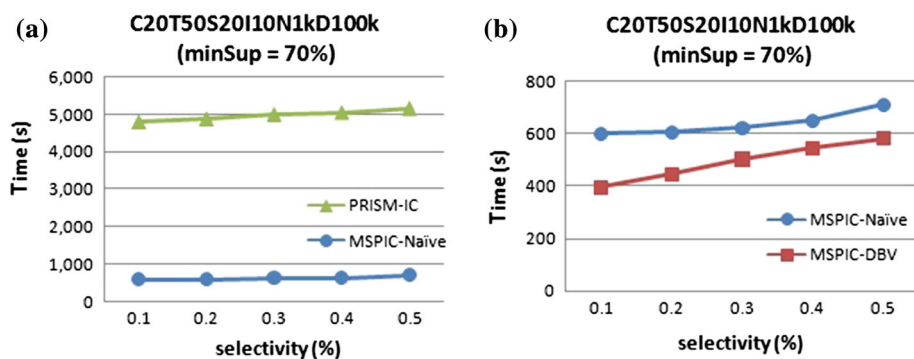 (a)
C20T50S20I10N1kD100k
(minSup = 70%)
6,000
5,000
4,000
3,000
2,000
1,000
0
Time (s)
PRISM-IC
MSPIC-Naïve
0.1 0.2 0.3 0.4 0.5
selectivity (%)
(b)
C20T50S20I10N1kD100k
(minSup = 70%)
800
600
400
200
0
Time (s)
MSPIC-Naïve
MSPIC-DBV
0.1 0.2 0.3 0.4 0.5
selectivity (%)